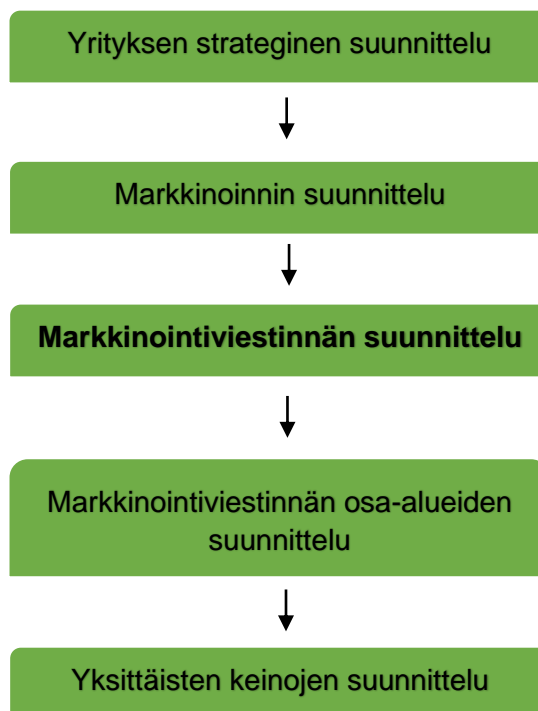 Yrityksen strateginen suunnittelu
Markkinoinnin suunnittelu
Markkinointiviestinnän suunnittelu
Markkinointiviestinnän osa-alueiden
suunnittelu
Yksittäisten keinojen suunnittelu